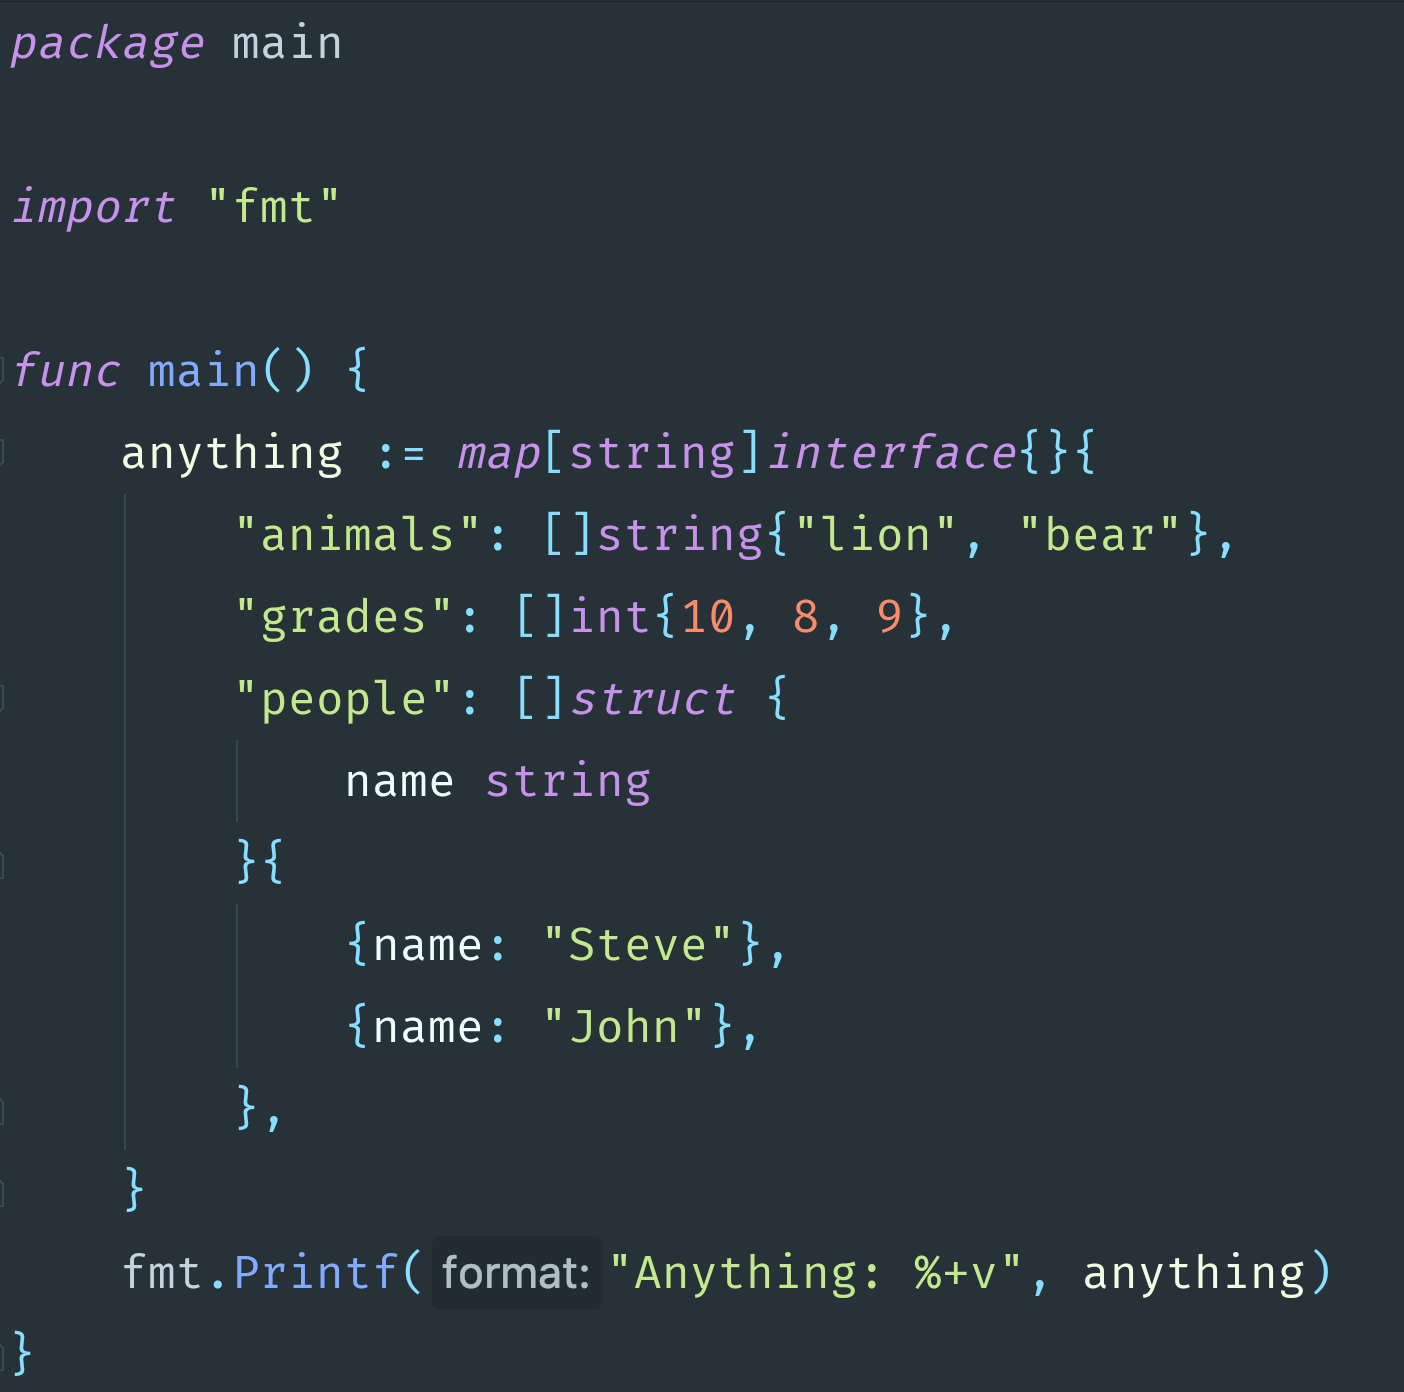 package main
import "fmt"
func main() {
anything := map[string]interface{}{
"animals": []string{"lion", "bear"},
"grades": []int{10, 8, 9},
"people": []struct {
name string
}{
{name: "Steve"},
{name: "John"},
},
}
fmt.Printf( format: "Anything: %+v", anything)
}